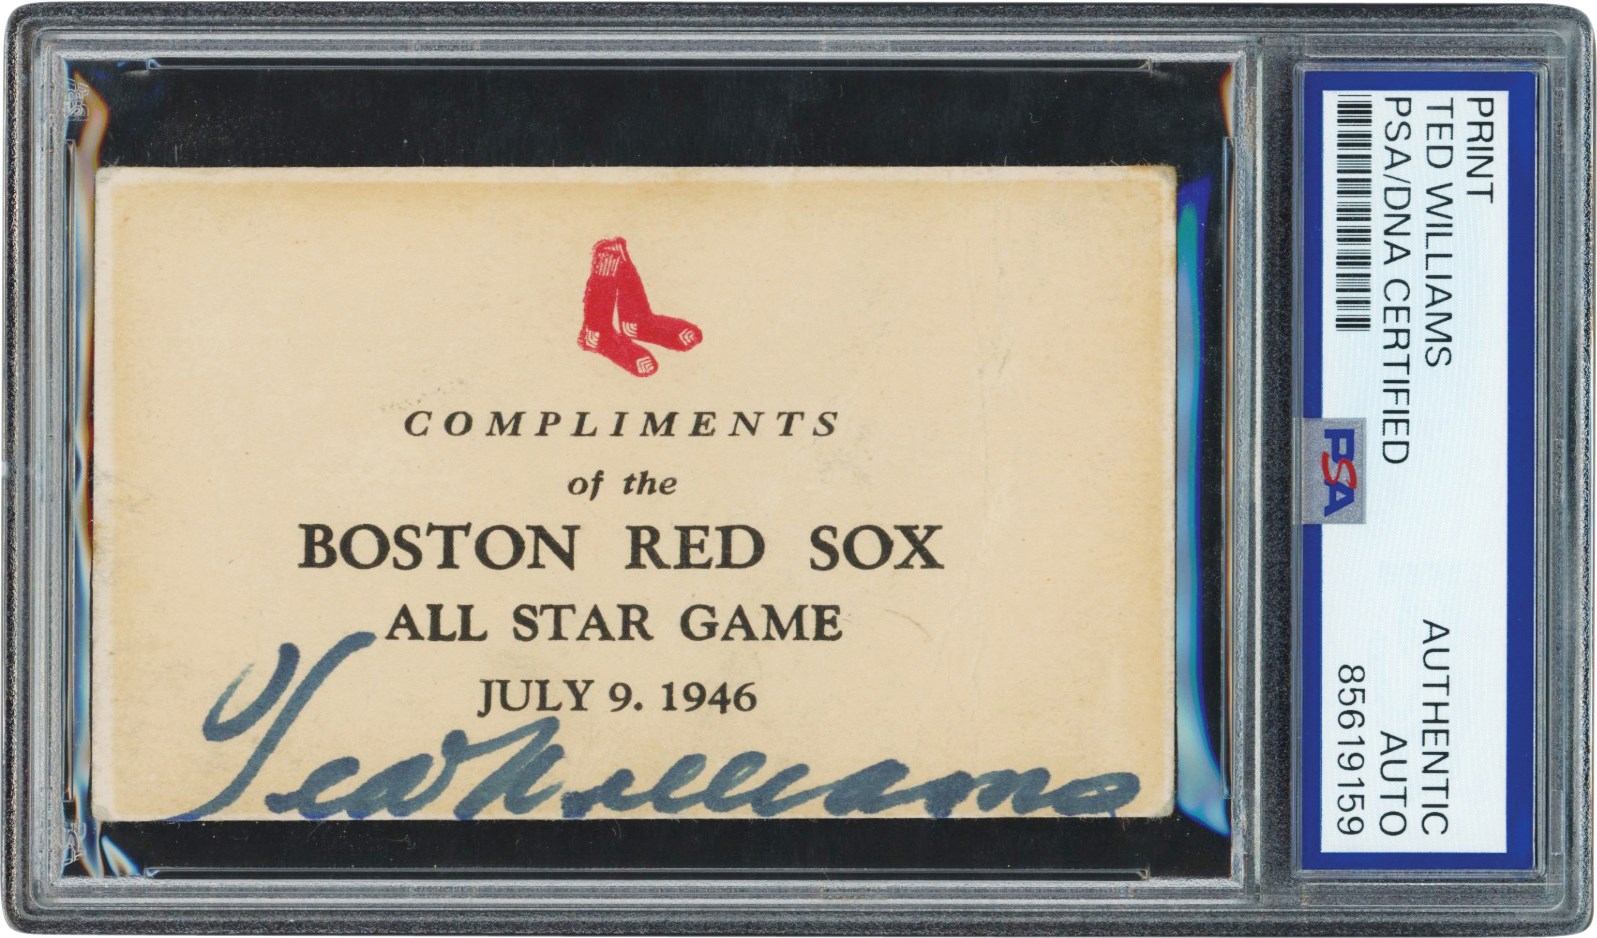 COMPLIMENTS
of the
BOSTON RED SOX
ALL STAR GAME
JULY 9. 1946
Ted Williams
PRINT
TED WILLIAMS
PSA/DNA CERTIFIED
PSA
AUTHENTIC
AUTO
85619159